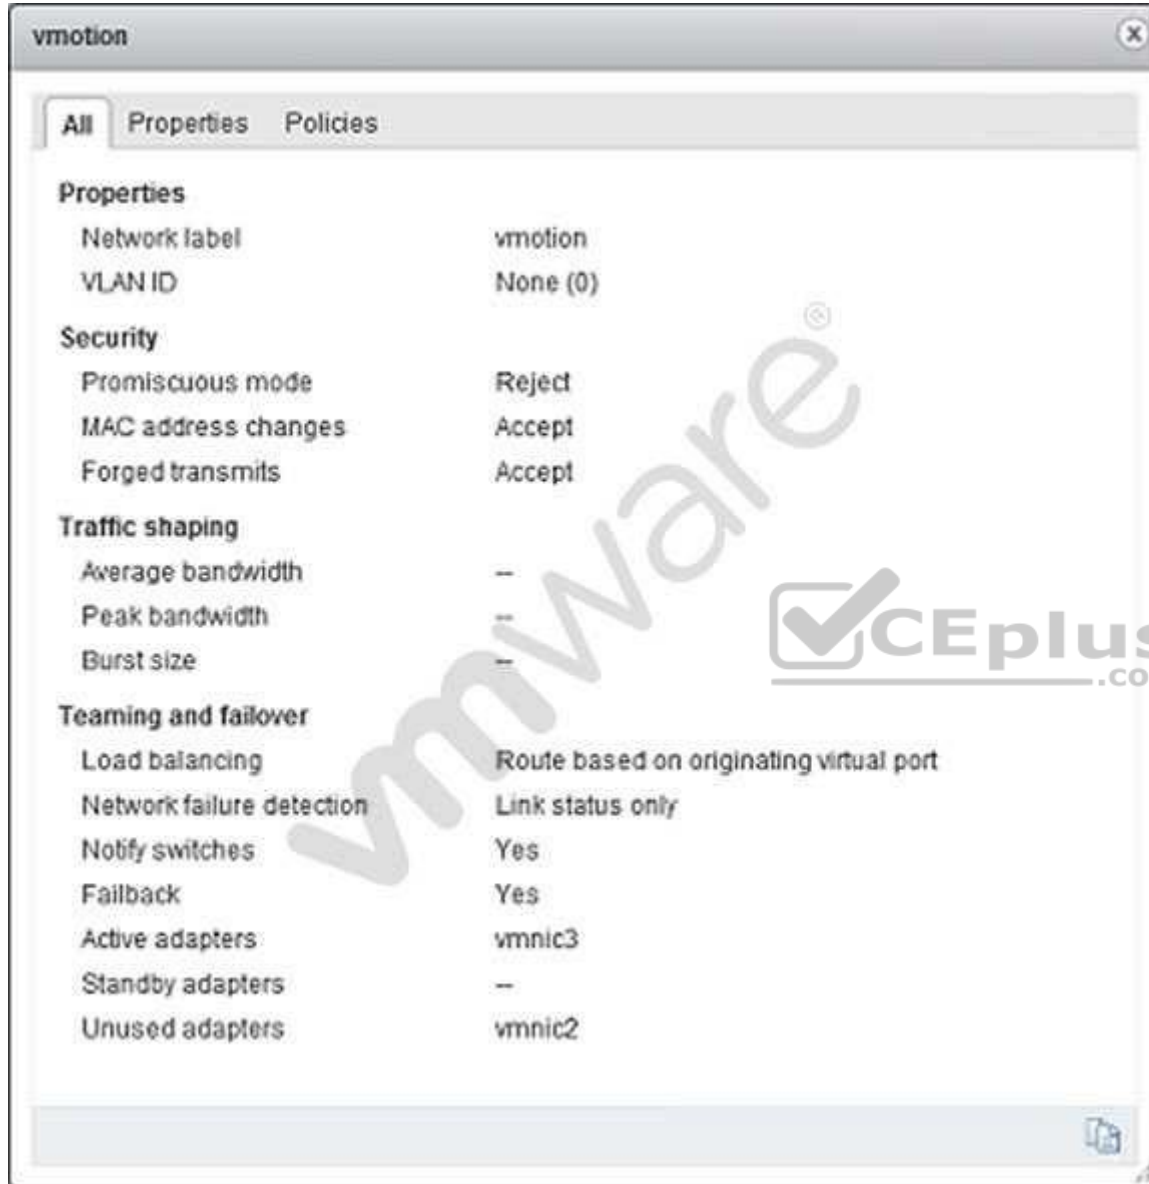 vmotion
All Properties Policies
Properties
Network label vmotion
VLAN ID None (0)
Security
Promiscuous mode Reject
MAC address changes Accept
Forged transmits Accept
Traffic shaping
Average bandwidth --
Peak bandwidth --
Burst size --
Teaming and failover
Load balancing Route based on originating virtual port
Network failure detection Link status only
Notify switches Yes
Failback Yes
Active adapters vmnic3
Standby adapters --
Unused adapters vmnic2
vmware®
CEplus
.co